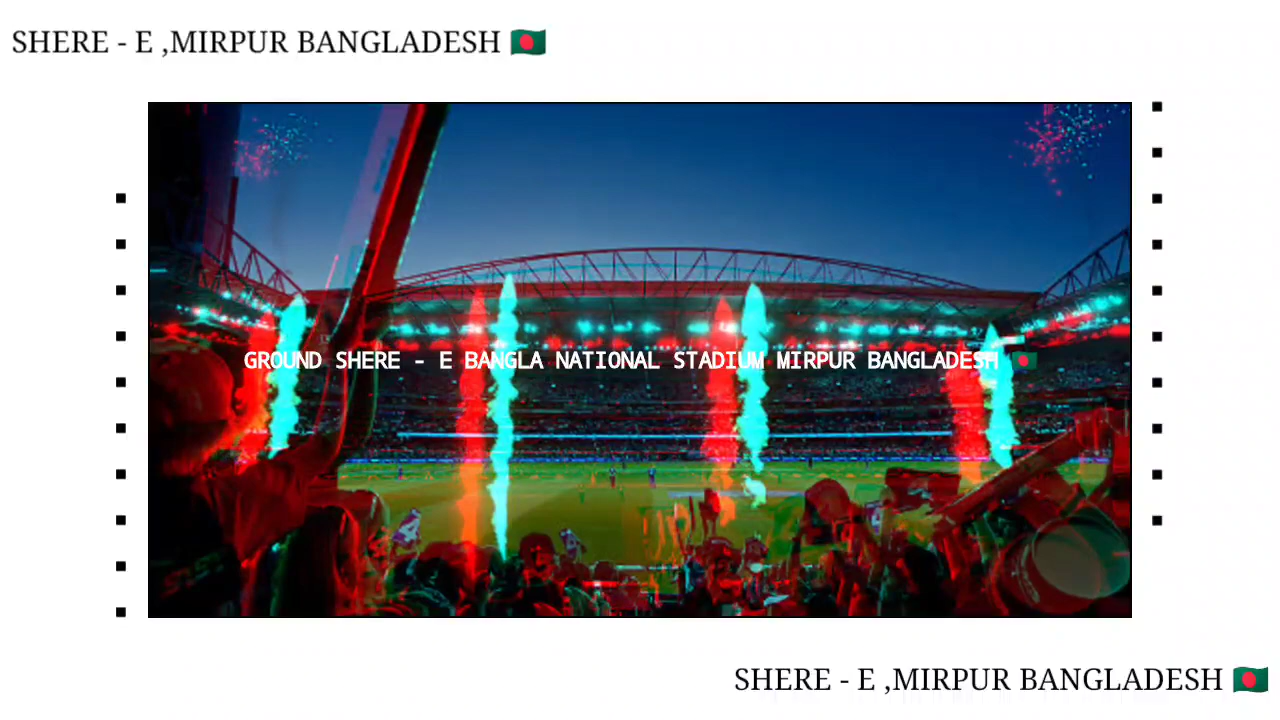 SHERE - E ,MIRPUR BANGLADESH 🇧🇩
GROUND SHERE - E BANGLA NATIONAL STADIUM MIRPUR BANGLADESH 🇧🇩
SHERE - E ,MIRPUR BANGLADESH 🇧🇩